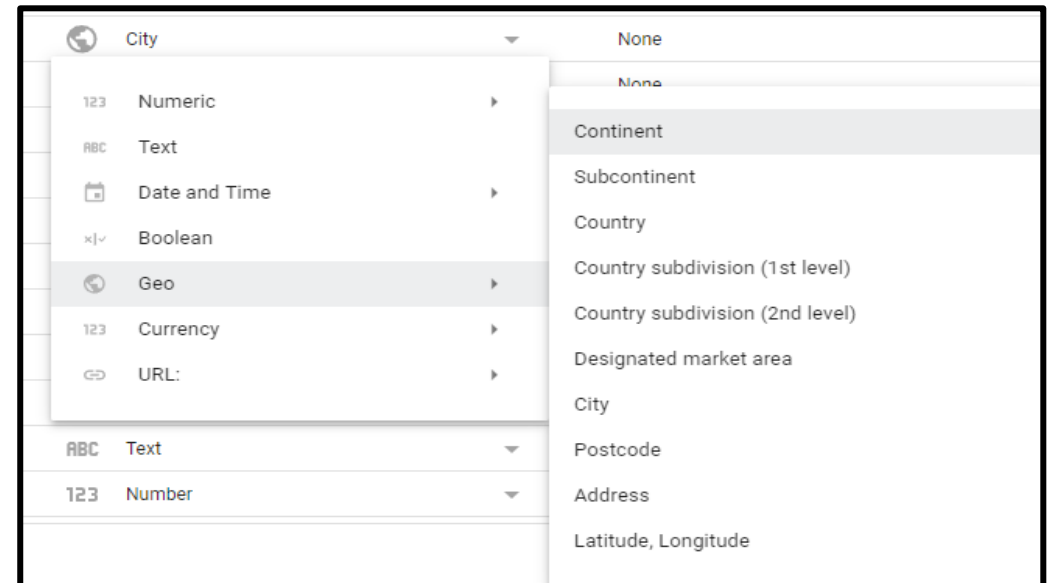 City None
None
123 Numeric
ABC Text
Date and Time
Boolean
Geo
123 Currency
URL:
Continent
Subcontinent
Country
Country subdivision (1st level)
Country subdivision (2nd level)
Designated market area
City
Postcode
Address
Latitude, Longitude
ABC Text
123 Number